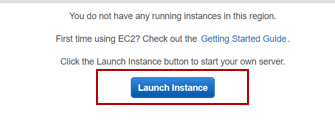 You do not have any running instances in this region.
First time using EC2? Check out the Getting Started Guide.
Click the Launch Instance button to start your own server.
Launch Instance